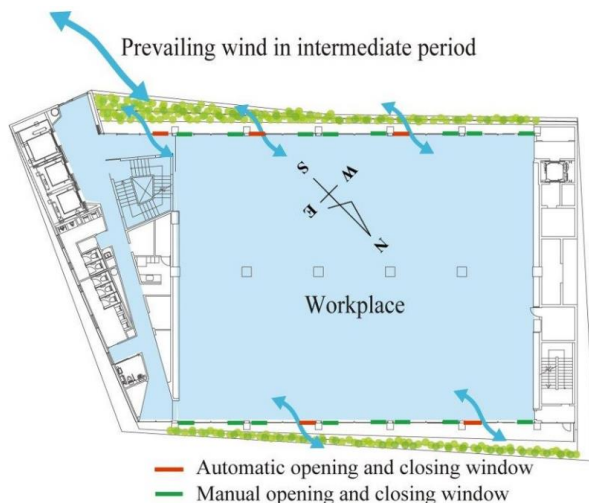 Prevailing wind in intermediate period
S
W
E
N
Workplace
Automatic opening and closing window
Manual opening and closing window